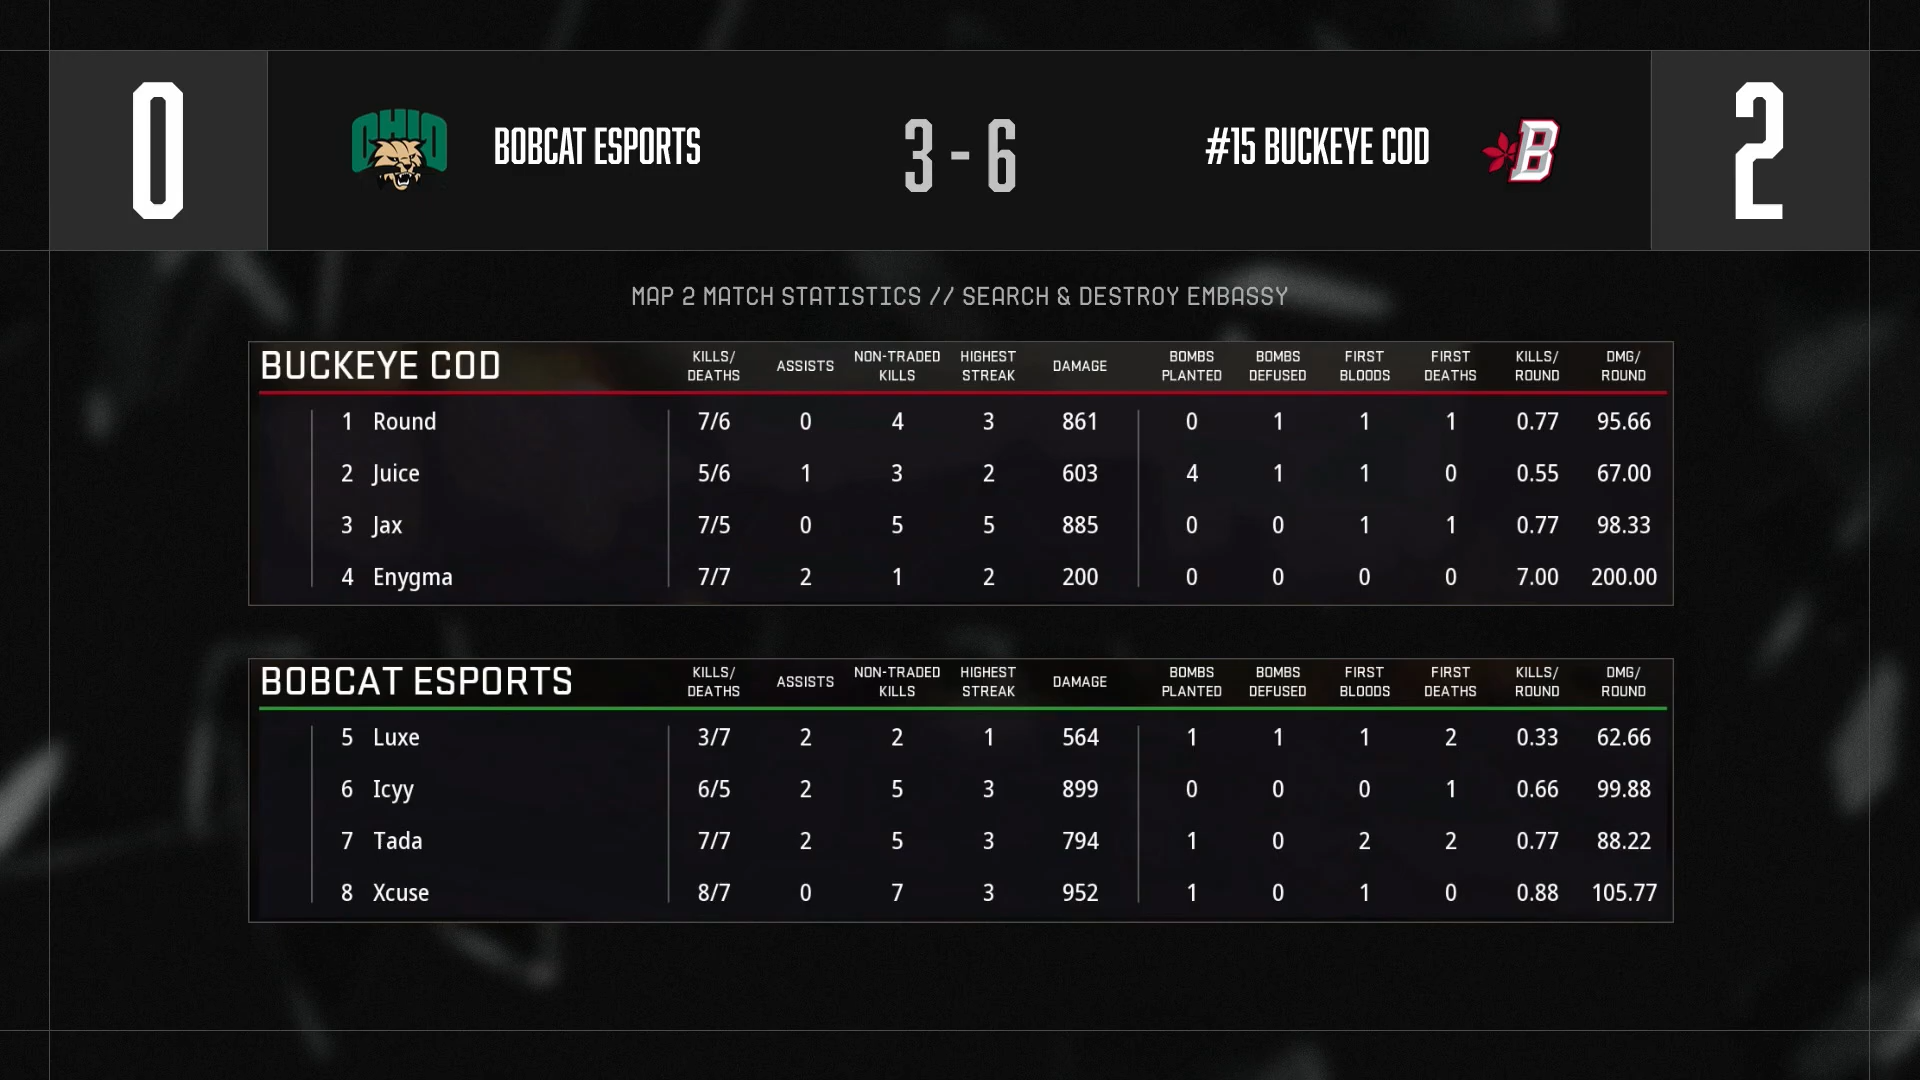 0
OHIO
BOBCAT ESPORTS
3 - 6
#15 BUCKEYE COD
B
2
MAP 2 MATCH STATISTICS // SEARCH & DESTROY EMBASSY
BUCKEYE COD KILLS/DEATHS ASSISTS NON-TRADED KILLS HIGHEST STREAK DAMAGE BOMBS PLANTED BOMBS DEFUSED FIRST BLOODS FIRST DEATHS KILLS/ROUND DMG/ROUND
1 Round 7/6 0 4 3 861 0 1 1 1 0.77 95.66
2 Juice 5/6 1 3 2 603 4 1 1 0 0.55 67.00
3 Jax 7/5 0 5 5 885 0 0 1 1 0.77 98.33
4 Enygma 7/7 2 1 2 200 0 0 0 0 7.00 200.00
BOBCAT ESPORTS KILLS/DEATHS ASSISTS NON-TRADED KILLS HIGHEST STREAK DAMAGE BOMBS PLANTED BOMBS DEFUSED FIRST BLOODS FIRST DEATHS KILLS/ROUND DMG/ROUND
5 Luxe 3/7 2 2 1 564 1 1 1 2 0.33 62.66
6 Icyy 6/5 2 5 3 899 0 0 0 1 0.66 99.88
7 Tada 7/7 2 5 3 794 1 0 2 2 0.77 88.22
8 Xcuse 8/7 0 7 3 952 1 0 1 0 0.88 105.77